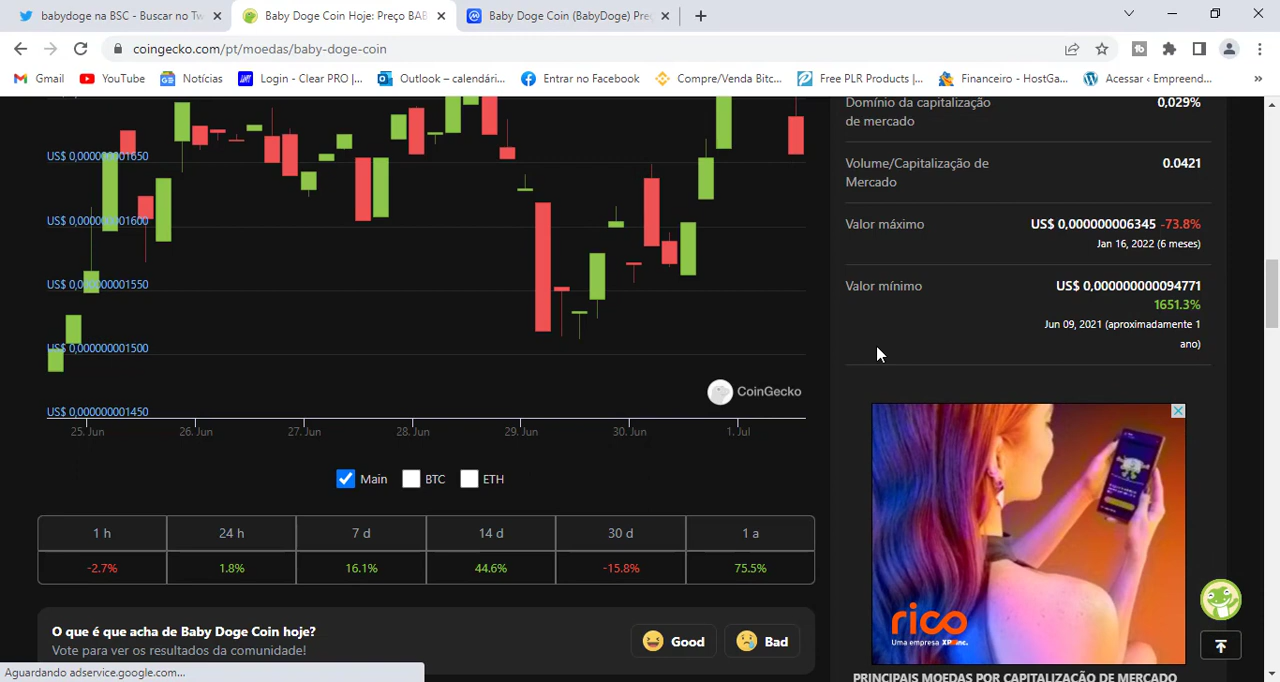 babydoge na BSC - Buscar no Tw
Baby Doge Coin Hoje: Preço BAB
Baby Doge Coin (BabyDoge) Pre
coingecko.com/pt/moedas/baby-doge-coin
Gmail
YouTube
Notícias
Login - Clear PRO |...
Outlook – calendári...
Entrar no Facebook
Compre/Venda Bitc...
Free PLR Products |...
Financeiro - HostGa...
Acessar ‹ Empreend...
»
US$ 0,000000001650
US$ 0,000000001600
US$ 0,000000001550
US$ 0,000000001500
US$ 0,000000001450
CoinGecko
25. Jun 26. Jun 27. Jun 28. Jun 29. Jun 30. Jun 1. Jul
Main BTC ETH
1 h 24 h 7 d 14 d 30 d 1 a
-2.7% 1.8% 16.1% 44.6% -15.8% 75.5%
O que é que acha de Baby Doge Coin hoje?
Vote para ver os resultados da comunidade!
Good
Bad
Aguardando adservice.google.com...
Domínio da capitalização 0,029%
de mercado
Volume/Capitalização de 0.0421
Mercado
Valor máximo US$ 0,000000006345 -73.8%
Jan 16, 2022 (6 meses)
Valor mínimo US$ 0,000000000094771
1651.3%
Jun 09, 2021 (aproximadamente 1
ano)
rico
Uma empresa XP inc.
PRINCIPAIS MOEDAS POR CAPITALIZAÇÃO DE MERCADO